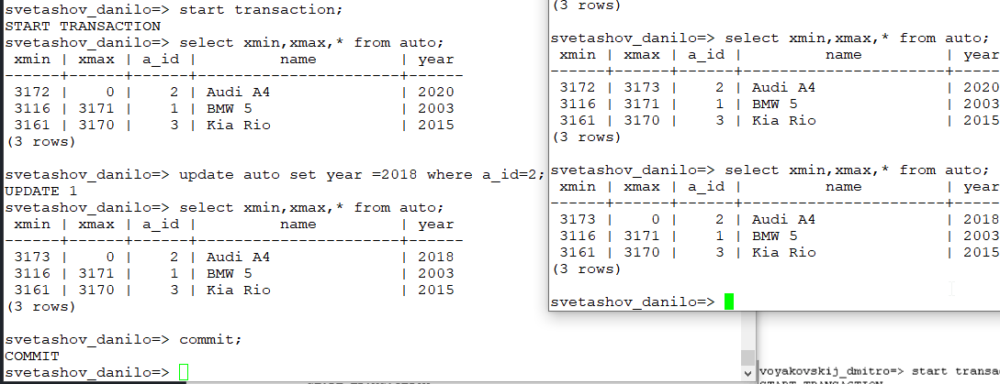 svetashov_danilo=> start transaction;
START TRANSACTION
svetashov_danilo=> select xmin,xmax,* from auto;
 xmin | xmax | a_id |          name          | year
------+------+------+------------------------+------
 3172 |    0 |    2 | Audi A4                | 2020
 3116 | 3171 |    1 | BMW 5                  | 2003
 3161 | 3170 |    3 | Kia Rio                | 2015
(3 rows)
svetashov_danilo=> update auto set year =2018 where a_id=2;
UPDATE 1
svetashov_danilo=> select xmin,xmax,* from auto;
 xmin | xmax | a_id |          name          | year
------+------+------+------------------------+------
 3173 |    0 |    2 | Audi A4                | 2018
 3116 | 3171 |    1 | BMW 5                  | 2003
 3161 | 3170 |    3 | Kia Rio                | 2015
(3 rows)
svetashov_danilo=> commit;
COMMIT
svetashov_danilo=>
(3 rows)
svetashov_danilo=> select xmin,xmax,* from auto;
 xmin | xmax | a_id |          name          | year
------+------+------+------------------------+------
 3172 | 3173 |    2 | Audi A4                | 2020
 3116 | 3171 |    1 | BMW 5                  | 2003
 3161 | 3170 |    3 | Kia Rio                | 2015
(3 rows)
svetashov_danilo=> select xmin,xmax,* from auto;
 xmin | xmax | a_id |          name          | year
------+------+------+------------------------+------
 3173 |    0 |    2 | Audi A4                | 2018
 3116 | 3171 |    1 | BMW 5                  | 2003
 3161 | 3170 |    3 | Kia Rio                | 2015
(3 rows)
svetashov_danilo=>
voyakovskij_dmitro=> start transa